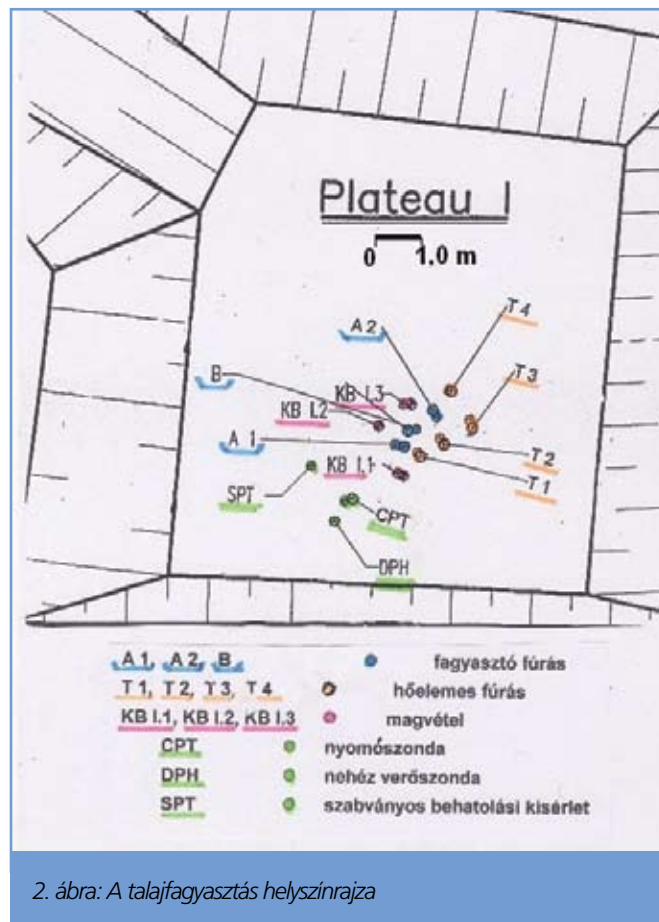 Plateau I
0 1.0 m
T 4
A 2
T 3
B
KB I.3
KB I.2
A 1
T 2
KB I.1
T 1
SPT
CPT
DPH
A 1, A 2, B fagyasztó fúrás
T 1, T 2, T 3, T 4 hőelemes fúrás
KB I.1, KB I.2, KB I.3 magvétel
CPT nyomószonda
DPH nehéz verőszonda
SPT szabványos behatolási kisérlet
2. ábra: A talajfagyasztás helyszínrajza